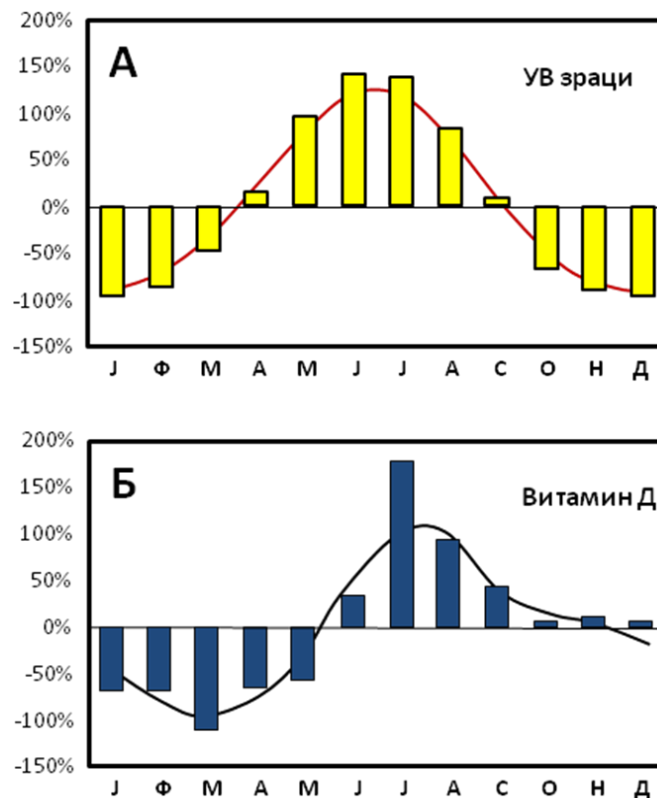 200%
А
150%
УВ зраци
100%
50%
0%
-50%
-100%
-150%
Ј Ф М А М Ј Ј А С О Н Д
200%
Б
150%
Витамин Д
100%
50%
0%
-50%
-100%
-150%
Ј Ф М А М Ј Ј А С О Н Д